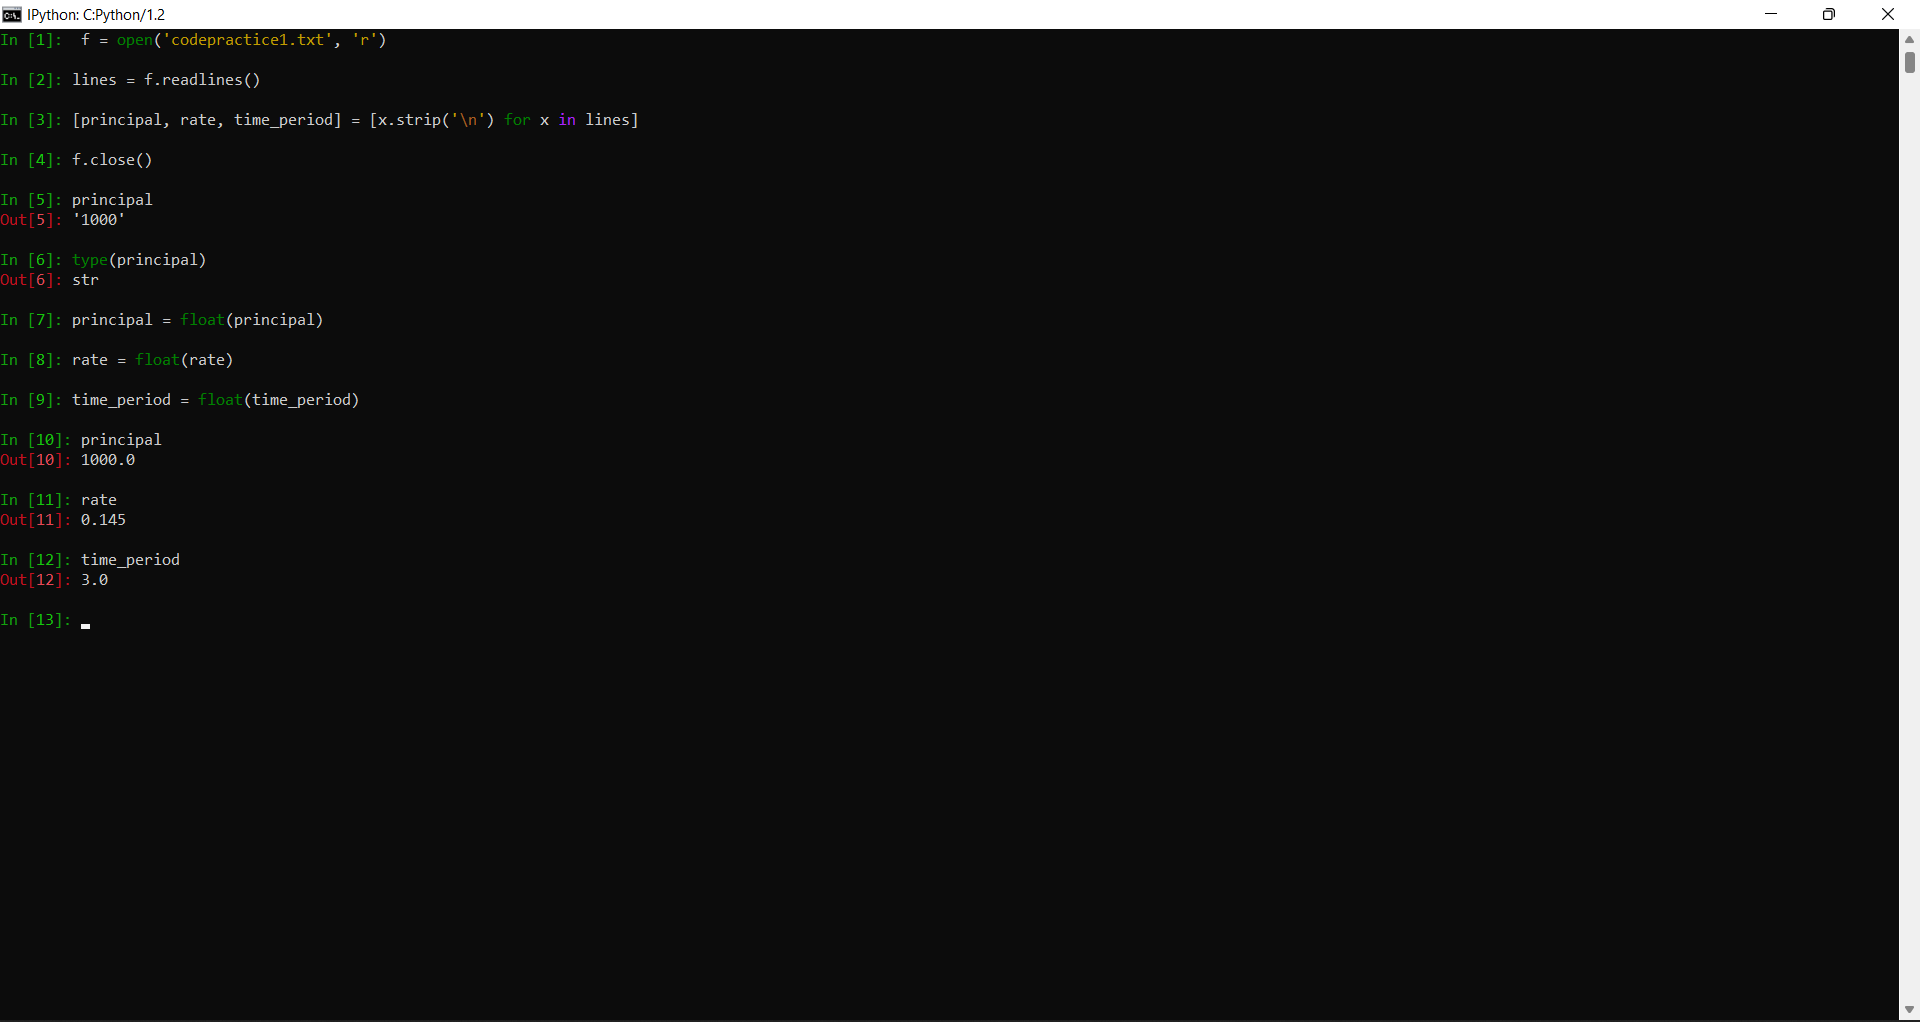 IPython: C:Python/1.2
In [1]:  f = open('codepractice1.txt', 'r')
In [2]: lines = f.readlines()
In [3]: [principal, rate, time_period] = [x.strip('\n') for x in lines]
In [4]: f.close()
In [5]: principal
Out[5]: '1000'
In [6]: type(principal)
Out[6]: str
In [7]: principal = float(principal)
In [8]: rate = float(rate)
In [9]: time_period = float(time_period)
In [10]: principal
Out[10]: 1000.0
In [11]: rate
Out[11]: 0.145
In [12]: time_period
Out[12]: 3.0
In [13]: